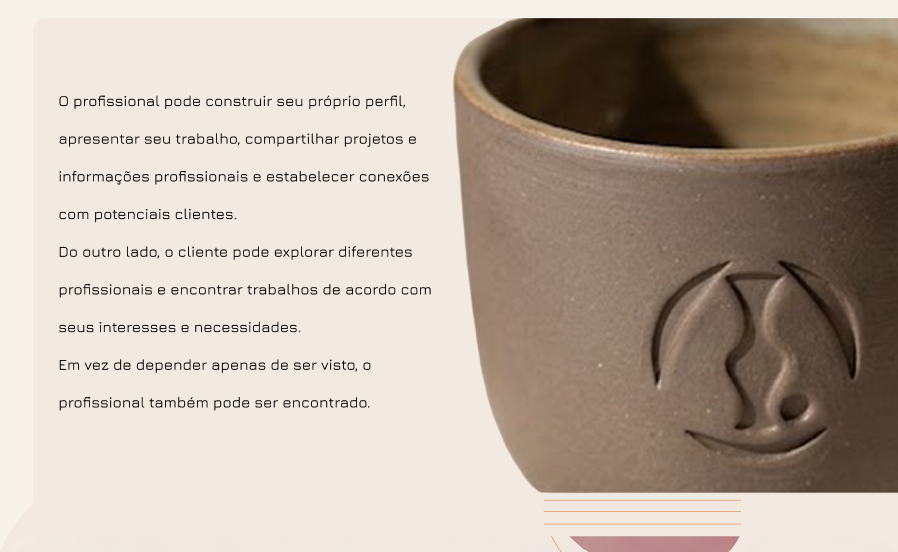 O profissional pode construir seu próprio perfil,
apresentar seu trabalho, compartilhar projetos e
informações profissionais e estabelecer conexões
com potenciais clientes.
Do outro lado, o cliente pode explorar diferentes
profissionais e encontrar trabalhos de acordo com
seus interesses e necessidades.
Em vez de depender apenas de ser visto, o
profissional também pode ser encontrado.